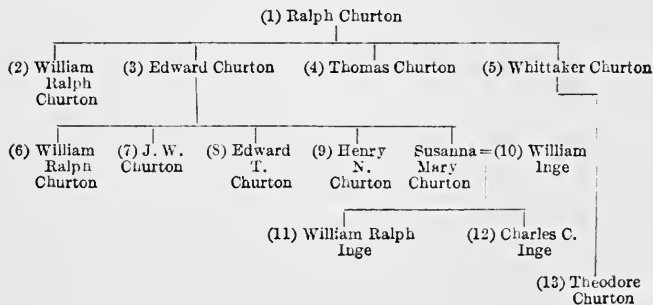 (1) Ralph Churton
(2) William Ralph Churton
(3) Edward Churton
(4) Thomas Churton
(5) Whittaker Churton
(6) William Ralph Churton
(7) J. W. Churton
(8) Edward T. Churton
(9) Henry N. Churton
Susanna Mary Churton
=
(10) William Inge
(11) William Ralph Inge
(12) Charles C. Inge
(13) Theodore Churton